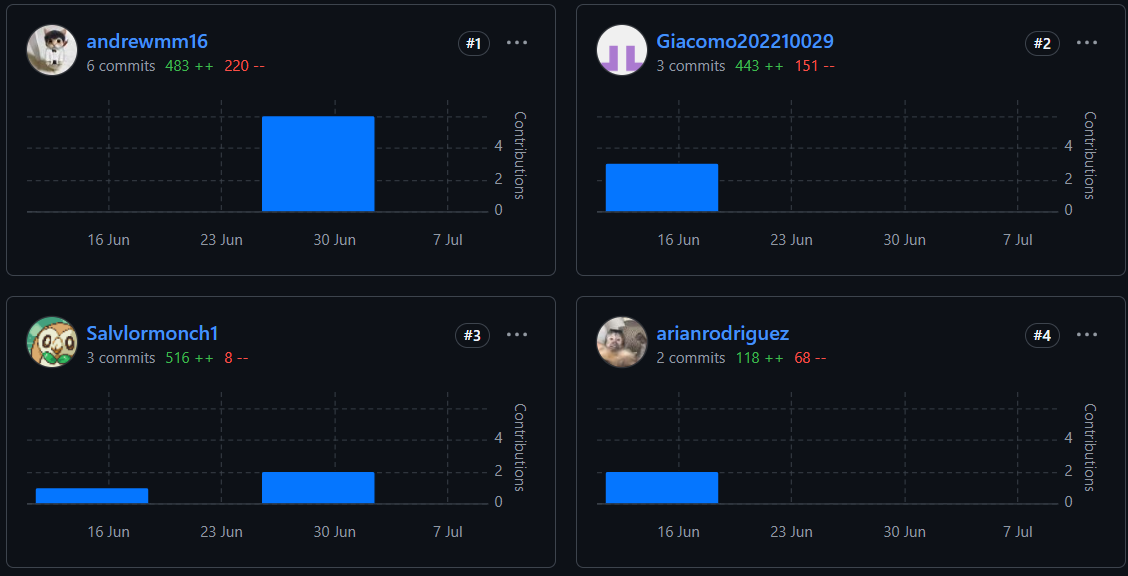 andrewmm16
#1
6 commits 483 ++ 220 --
Contributions
4
2
0
16 Jun 23 Jun 30 Jun 7 Jul
Giacomo202210029
#2
3 commits 443 ++ 151 --
Contributions
4
2
0
16 Jun 23 Jun 30 Jun 7 Jul
Salvlormonch1
#3
3 commits 516 ++ 8 --
Contributions
4
2
0
16 Jun 23 Jun 30 Jun 7 Jul
arianrodriguez
#4
2 commits 118 ++ 68 --
Contributions
4
2
0
16 Jun 23 Jun 30 Jun 7 Jul